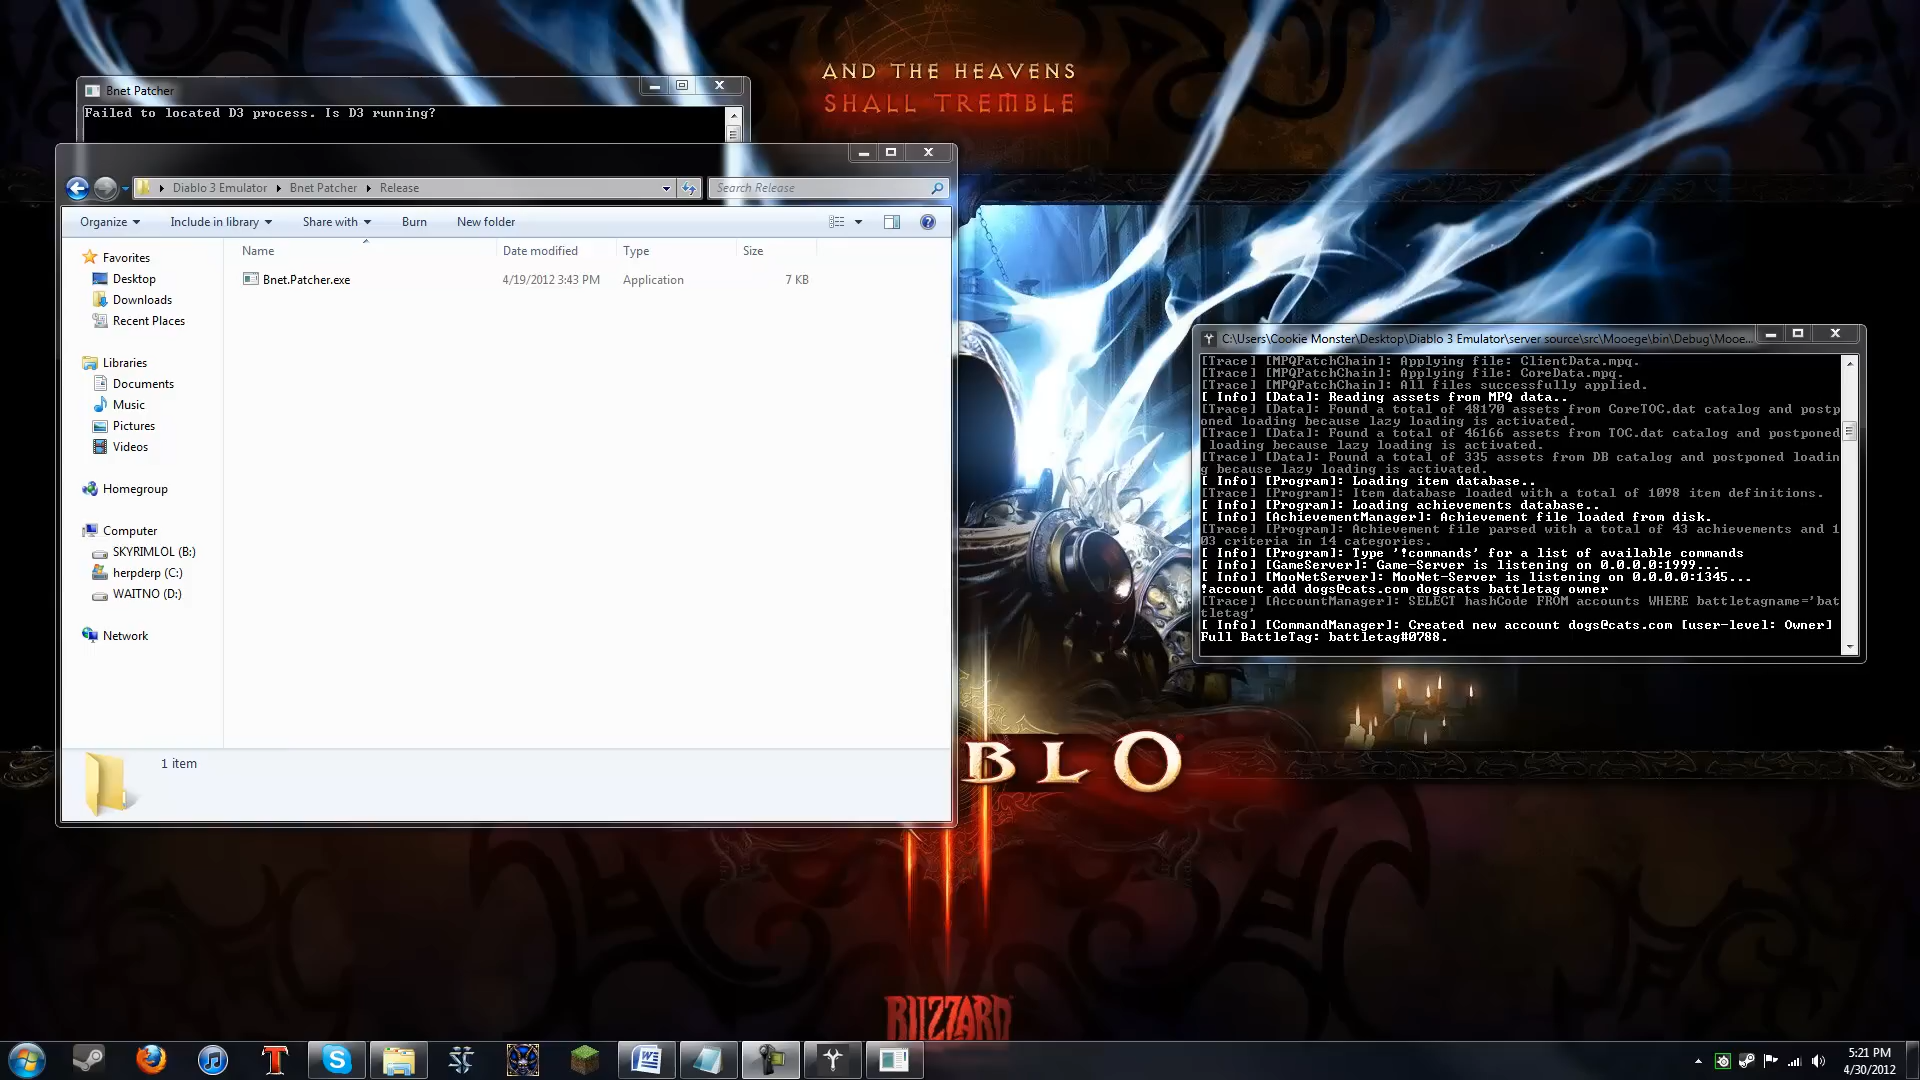 AND THE HEAVENS
SHALL TREMBLE
Bnet Patcher
Failed to located D3 process. Is D3 running?
Diablo 3 Emulator
Bnet Patcher
Release
Search Release
Organize
Include in library
Share with
Burn
New folder
Name
Date modified
Type
Size
Bnet.Patcher.exe
4/19/2012 3:43 PM
Application
7 KB
Favorites
Desktop
Downloads
Recent Places
Libraries
Documents
Music
Pictures
Videos
Homegroup
Computer
SKYRIMLOL (B:)
herpderp (C:)
WAITNO (D:)
Network
1 item
C:\Users\Cookie Monster\Desktop\Diablo 3 Emulator\server source\src\Mooege\bin\Debug\Mooe...
[Trace] [MPQPatchChain]: Applying file: ClientData.mpq.
[Trace] [MPQPatchChain]: Applying file: CoreData.mpq.
[Trace] [MPQPatchChain]: All files successfully applied.
[ Info] [Data]: Reading assets from MPQ data..
[Trace] [Data]: Found a total of 48170 assets from CoreTOC.dat catalog and postp
oned loading because lazy loading is activated.
[Trace] [Data]: Found a total of 46166 assets from TOC.dat catalog and postponed
loading because lazy loading is activated.
[Trace] [Data]: Found a total of 335 assets from DB catalog and postponed loadin
g because lazy loading is activated.
[ Info] [Program]: Loading item database..
[Trace] [Program]: Item database loaded with a total of 1098 item definitions.
[ Info] [Program]: Loading achievements database..
[ Info] [AchievementManager]: Achievement file loaded from disk.
[Trace] [Program]: Achievement file parsed with a total of 43 achievements and 1
03 criteria in 14 categories.
[ Info] [Program]: Type '!commands' for a list of available commands
[ Info] [GameServer]: Game-Server is listening on 0.0.0.0:1999...
[ Info] [MooNetServer]: MooNet-Server is listening on 0.0.0.0:1345...
!account add dogs@cats.com dogscats battletag owner
[Trace] [AccountManager]: SELECT hashCode FROM accounts WHERE battletagname='bat
tletag'
[ Info] [CommandManager]: Created new account dogs@cats.com [user-level: Owner]
Full BattleTag: battletag#0788.
BLO
BLIZZARD
5:21 PM
4/30/2012